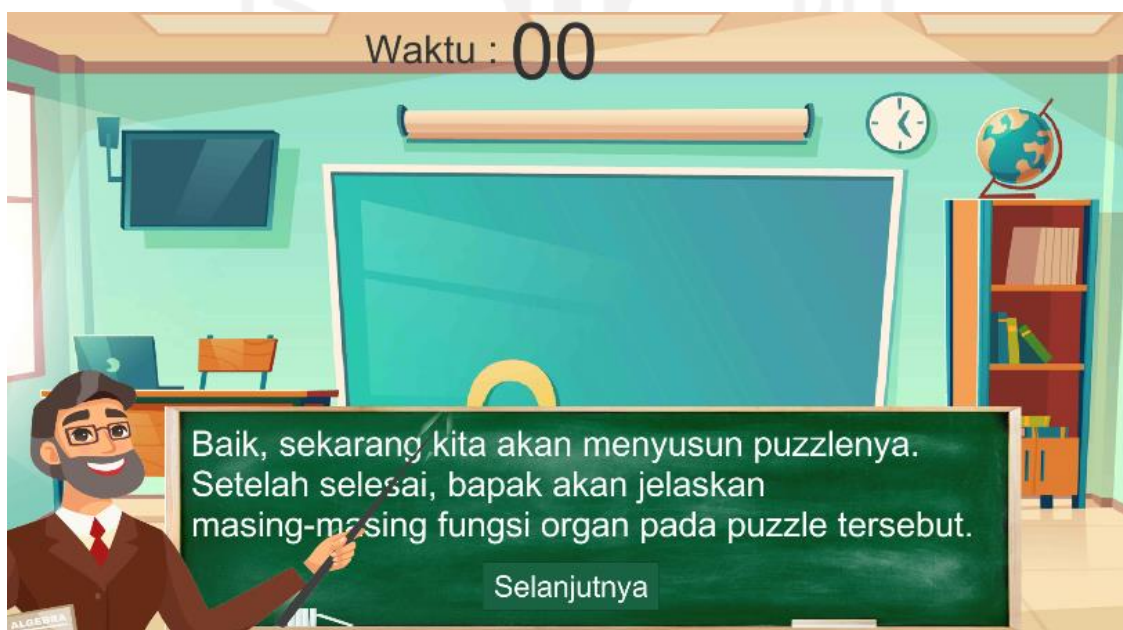 Waktu : 00
Baik, sekarang kita akan menyusun puzzlenya.
Setelah selesai, bapak akan jelaskan
masing-masing fungsi organ pada puzzle tersebut.
Selanjutnya
ALGEBRA